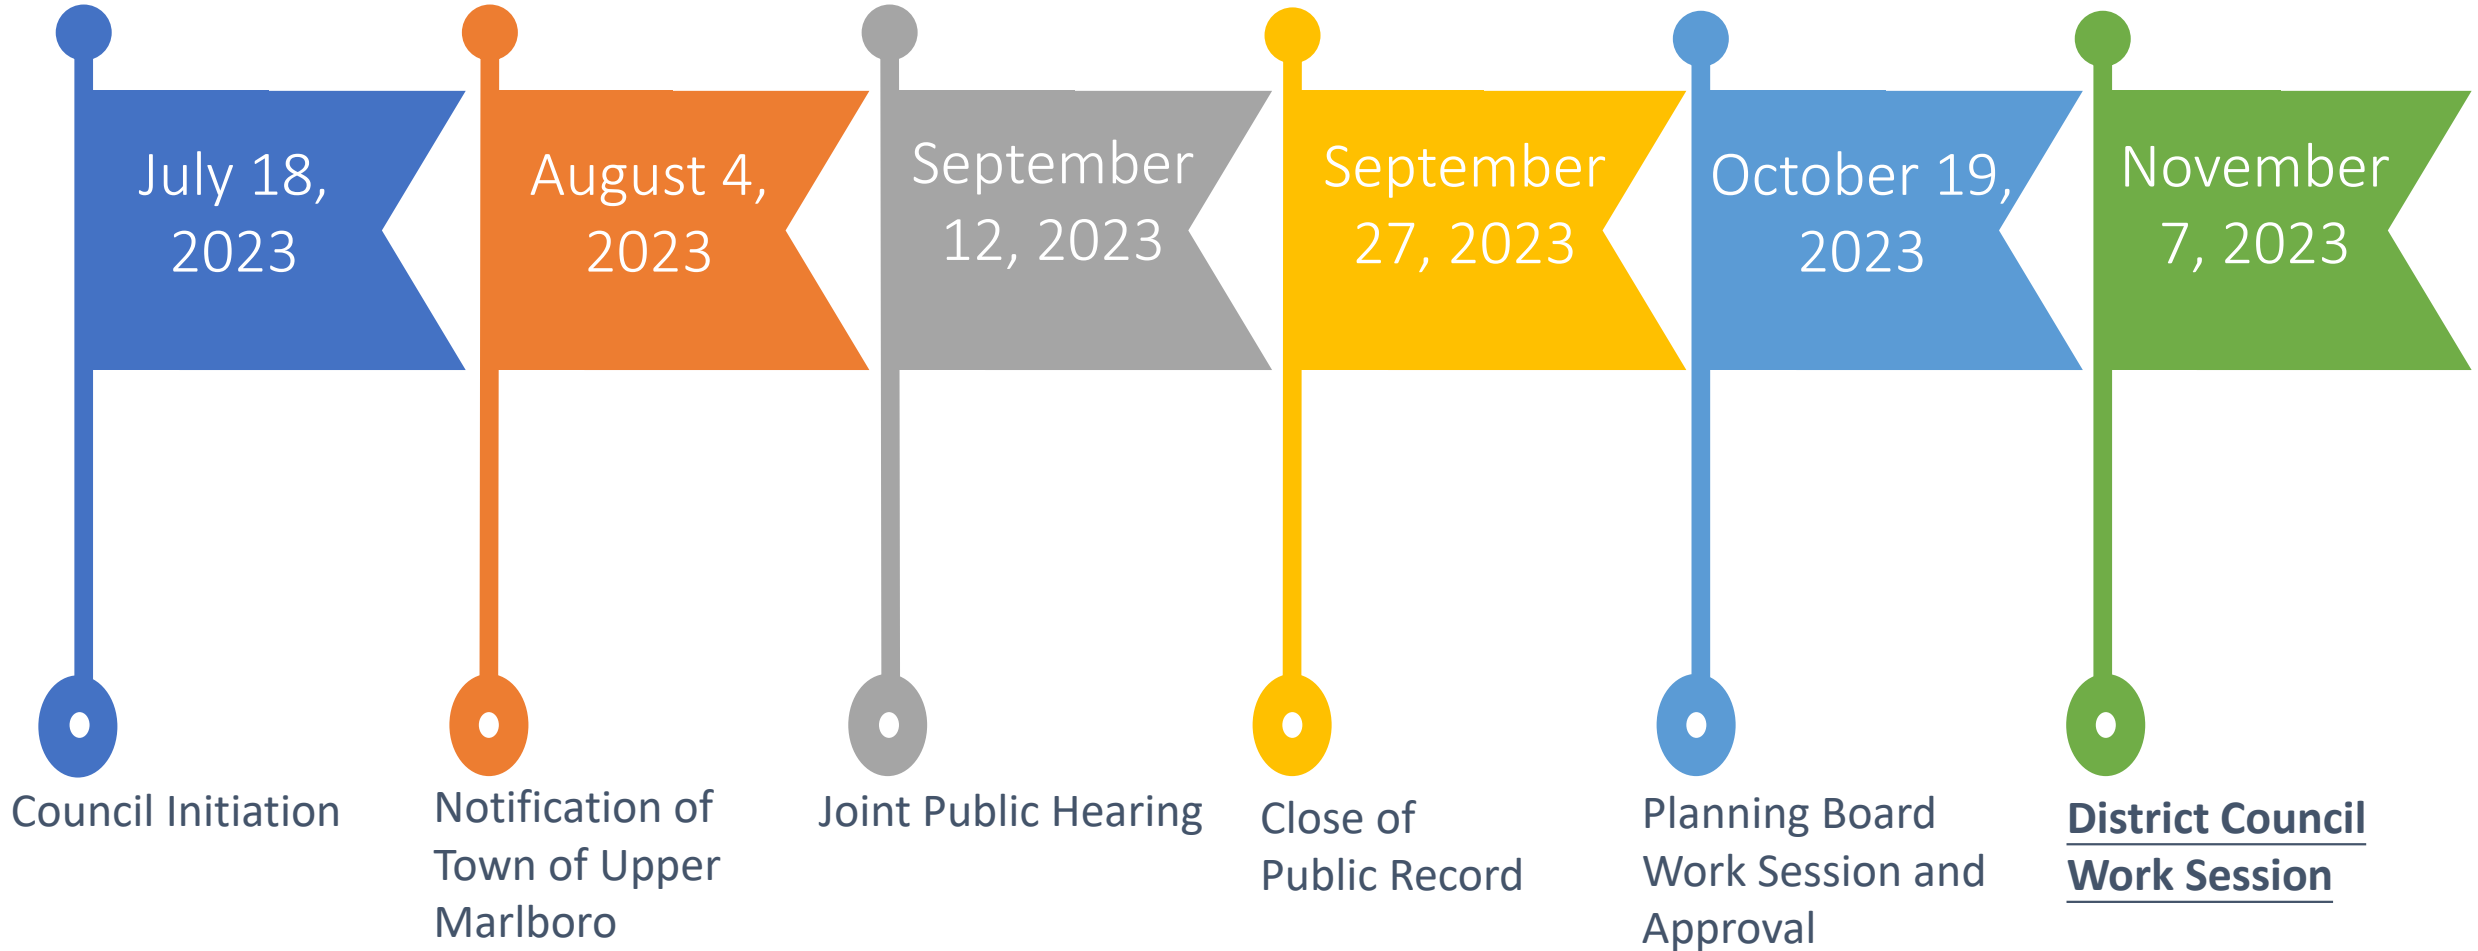 July 18,
2023
August 4,
2023
September
12, 2023
September
27, 2023
October 19,
2023
November
7, 2023
Council Initiation
Notification of
Town of Upper
Marlboro
Joint Public Hearing
Close of
Public Record
Planning Board
Work Session and
Approval
District Council
Work Session